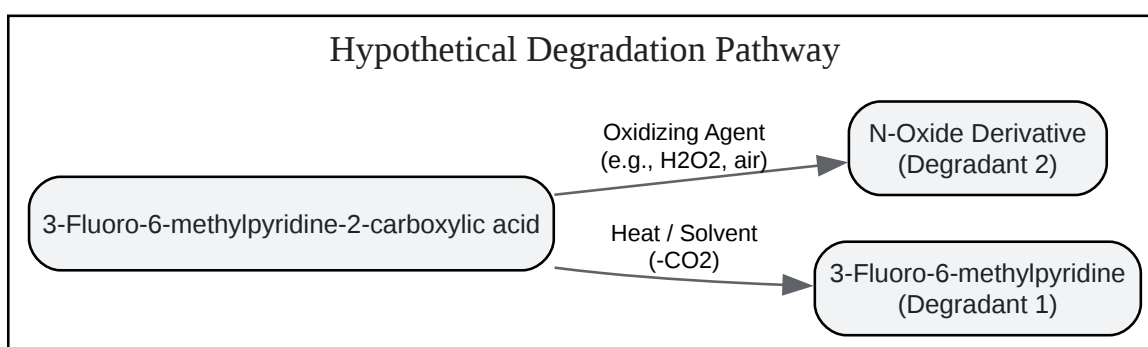 Hypothetical Degradation Pathway
Oxidizing Agent
(e.g., H2O2, air)
N-Oxide Derivative
(Degradant 2)
3-Fluoro-6-methylpyridine-2-carboxylic acid
Heat / Solvent
(-CO2)
3-Fluoro-6-methylpyridine
(Degradant 1)